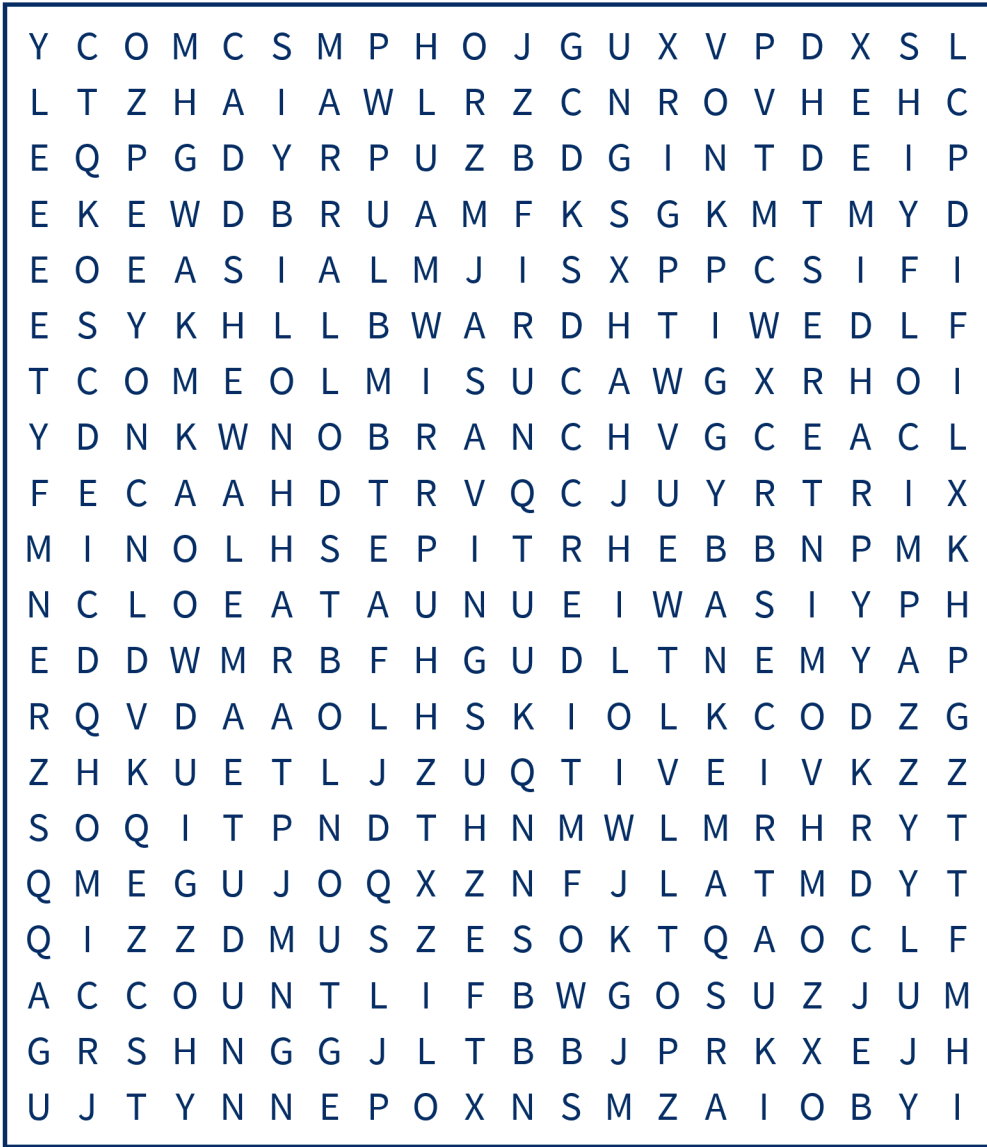 Y C O M C S M P H O J G U X V P D X S L
L T Z H A I A W L R Z C N R O V H E H C
E Q P G D Y R P U Z B D G I N T D E I P
E K E W D B R U A M F K S G K M T M Y D
E O E A S I A L M J I S X P P C S I F I
E S Y K H L L B W A R D H T I W E D L F
T C O M E O L M I S U C A W G X R H O I
Y D N K W N O B R A N C H V G C E A C L
F E C A A H D T R V Q C J U Y R T R I X
M I N O L H S E P I T R H E B B N P M K
N C L O E A T A U N U E I W A S I Y P H
E D D W M R B F H G U D L T N E M Y A P
R Q V D A A O L H S K I O L K C O D Z G
Z H K U E T L J Z U Q T I V E I V K Z Z
S O Q I T P N D T H N M W L M R H R Y T
Q M E G U J O Q X Z N F J L A T M D Y T
Q I Z Z D M U S Z E S O K T Q A O C L F
A C C O U N T L I F B W G O S U Z J U M
G R S H N G G J L T B B J P R K X E J H
U J T Y N N E P O X N S M Z A I O B Y I